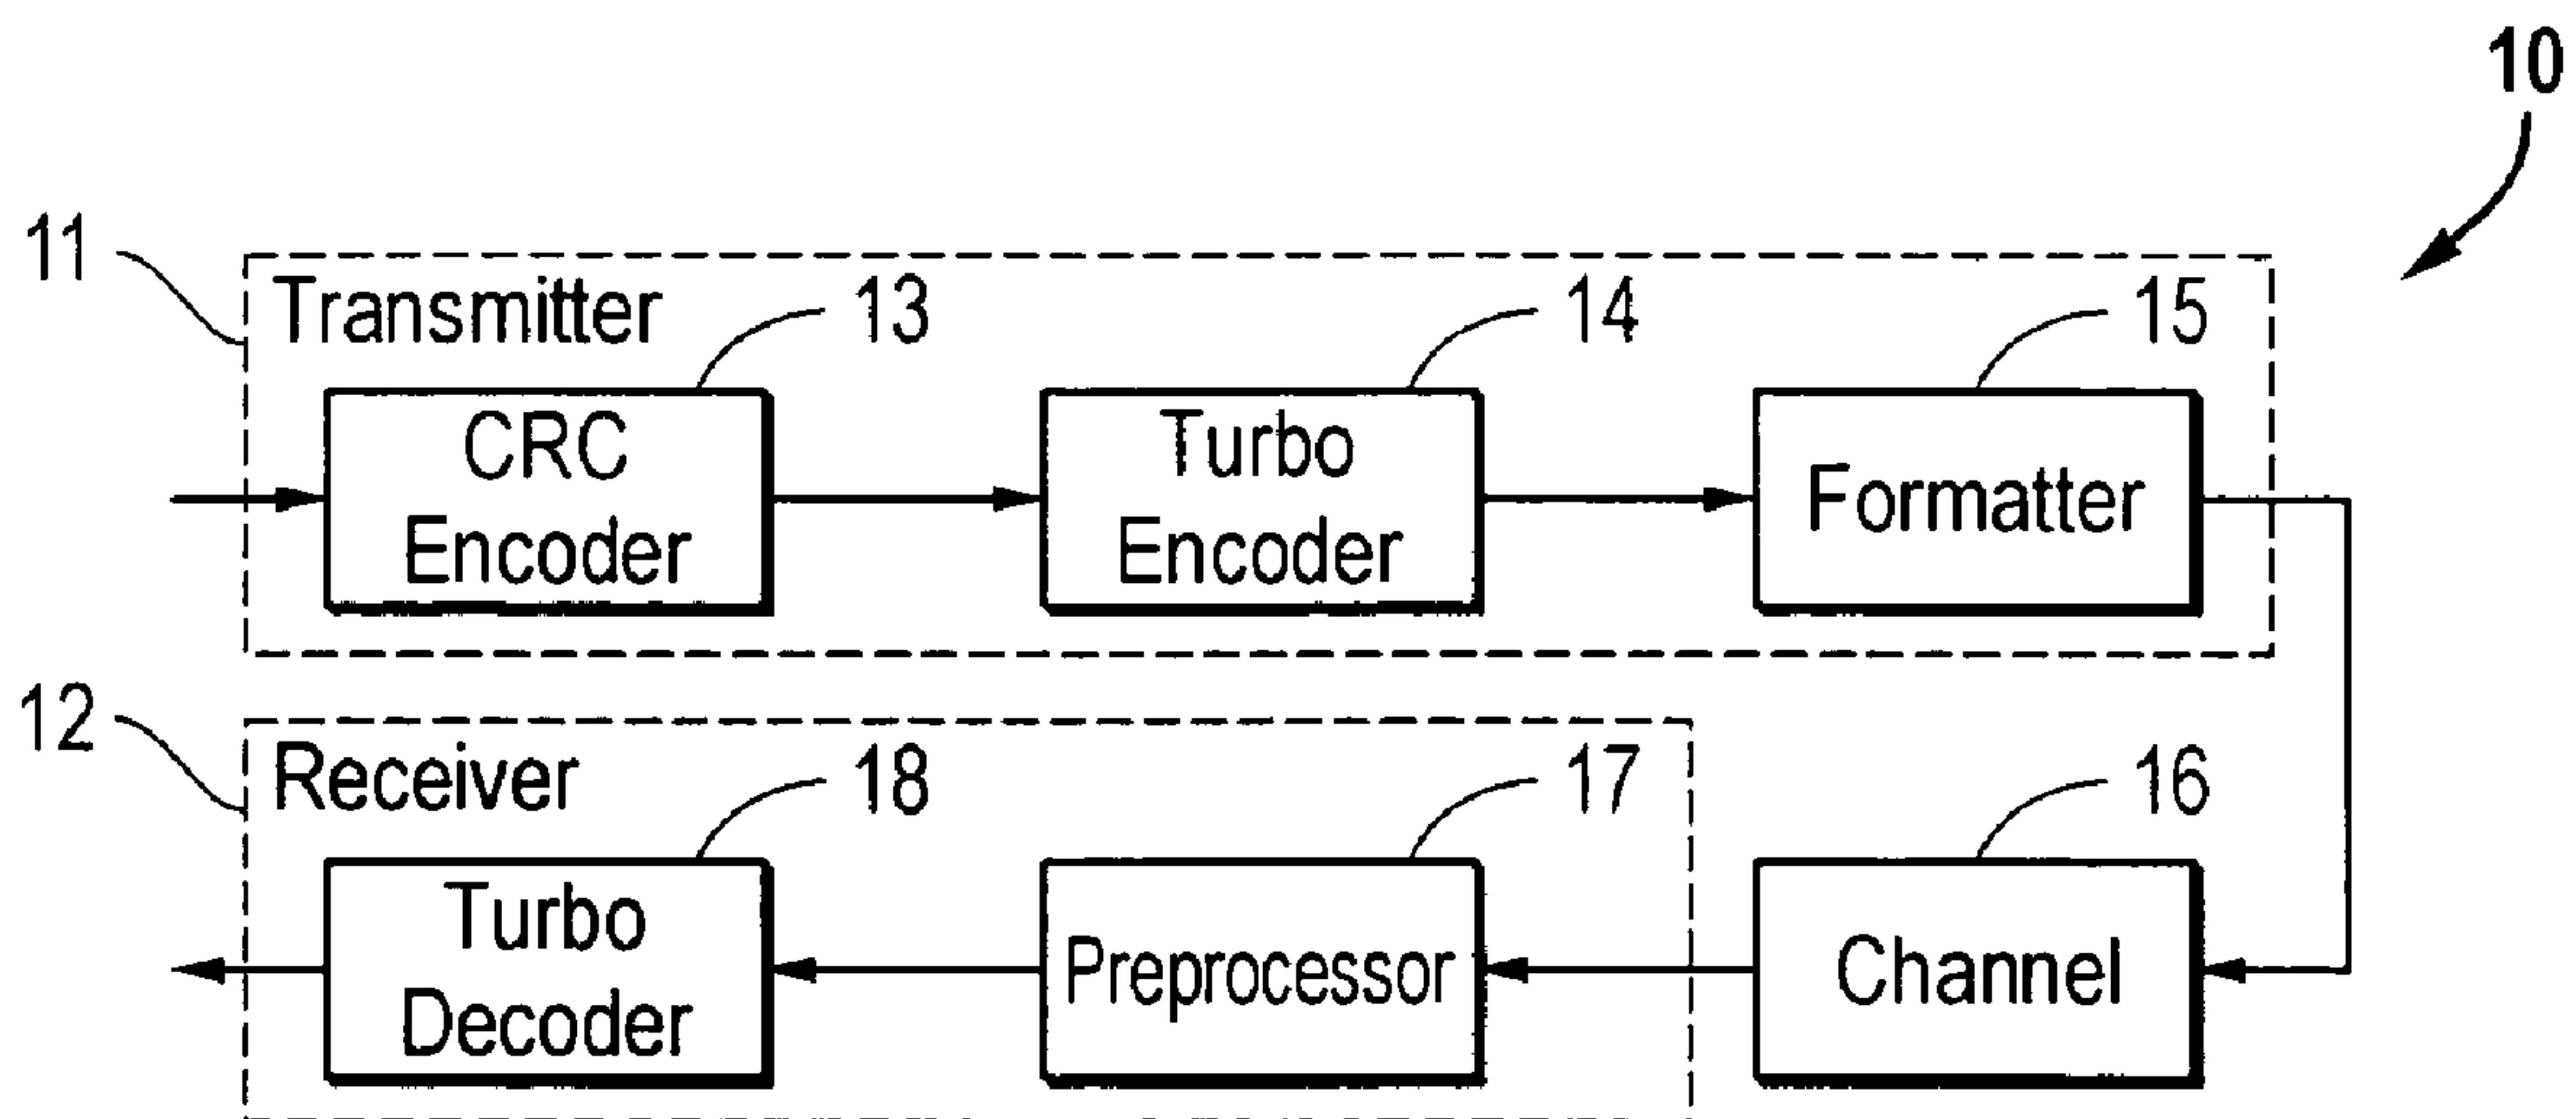 10
11
Transmitter
13
14
15
CRC
Encoder
Turbo
Encoder
Formatter
12
Receiver
18
17
16
Turbo
Decoder
Preprocessor
Channel